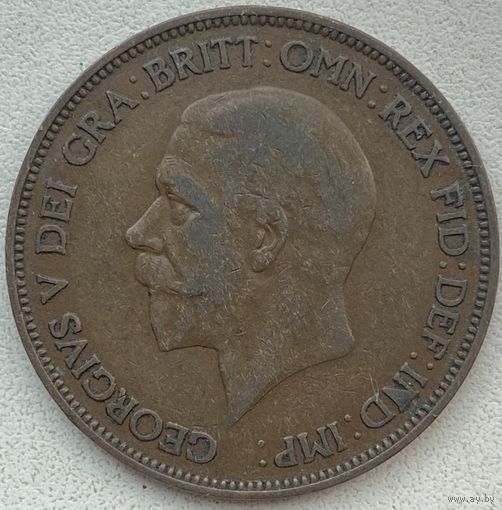 GEORGIVS V DEI GRA: BRITT: OMN: REX FID: DEF: IND: IMP:
www.ay.by